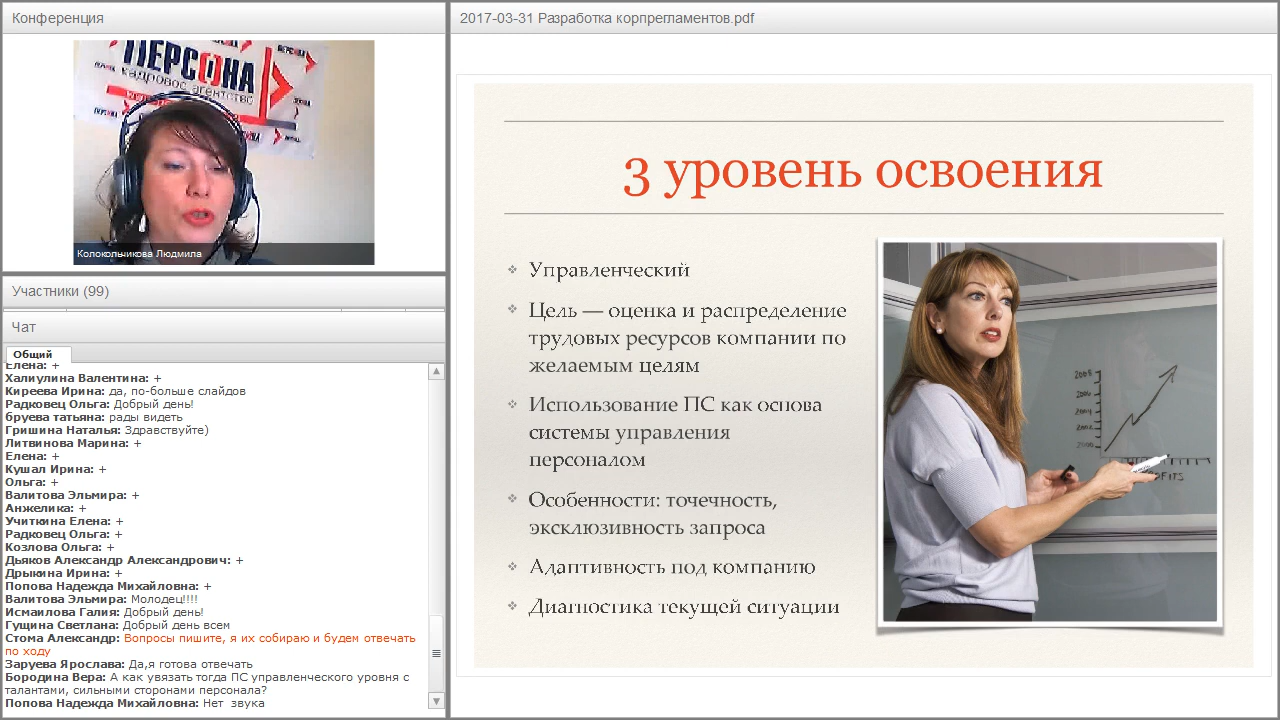 Конференция
ПЕРСОНА
кадровое агентство
Колокольчикова Людмила
Участники (99)
Чат
Общий
Елена: +
Халиулина Валентина: +
Киреева Ирина: да, по-больше слайдов
Радковец Ольга: Добрый день!
бруева татьяна: рады видеть
Гришина Наталья: Здравствуйте)
Литвинова Марина: +
Елена: +
Кушал Ирина: +
Ольга: +
Валитова Эльмира: +
Анжелика: +
Учиткина Елена: +
Радковец Ольга: +
Козлова Ольга: +
Дьяков Александр Александрович: +
Дрыкина Ирина: +
Попова Надежда Михайловна: +
Валитова Эльмира: Молодец!!!!
Исмаилова Галия: Добрый день!
Гущина Светлана: Добрый день всем
Стома Александр: Вопросы пишите, я их собираю и будем отвечать
по ходу
Заруева Ярослава: Да,я готова отвечать
Бородина Вера: А как увязать тогда ПС управленческого уровня с
талантами, сильными сторонами персонала?
Попова Надежда Михайловна: Нет звука
2017-03-31 Разработка корпрегламентов.pdf
3 уровень освоения
Управленческий
Цель — оценка и распределение
трудовых ресурсов компании по
желаемым целям
Использование ПС как основа
системы управления
персоналом
Особенности: точечность,
эксклюзивность запроса
Адаптивность под компанию
Диагностика текущей ситуации